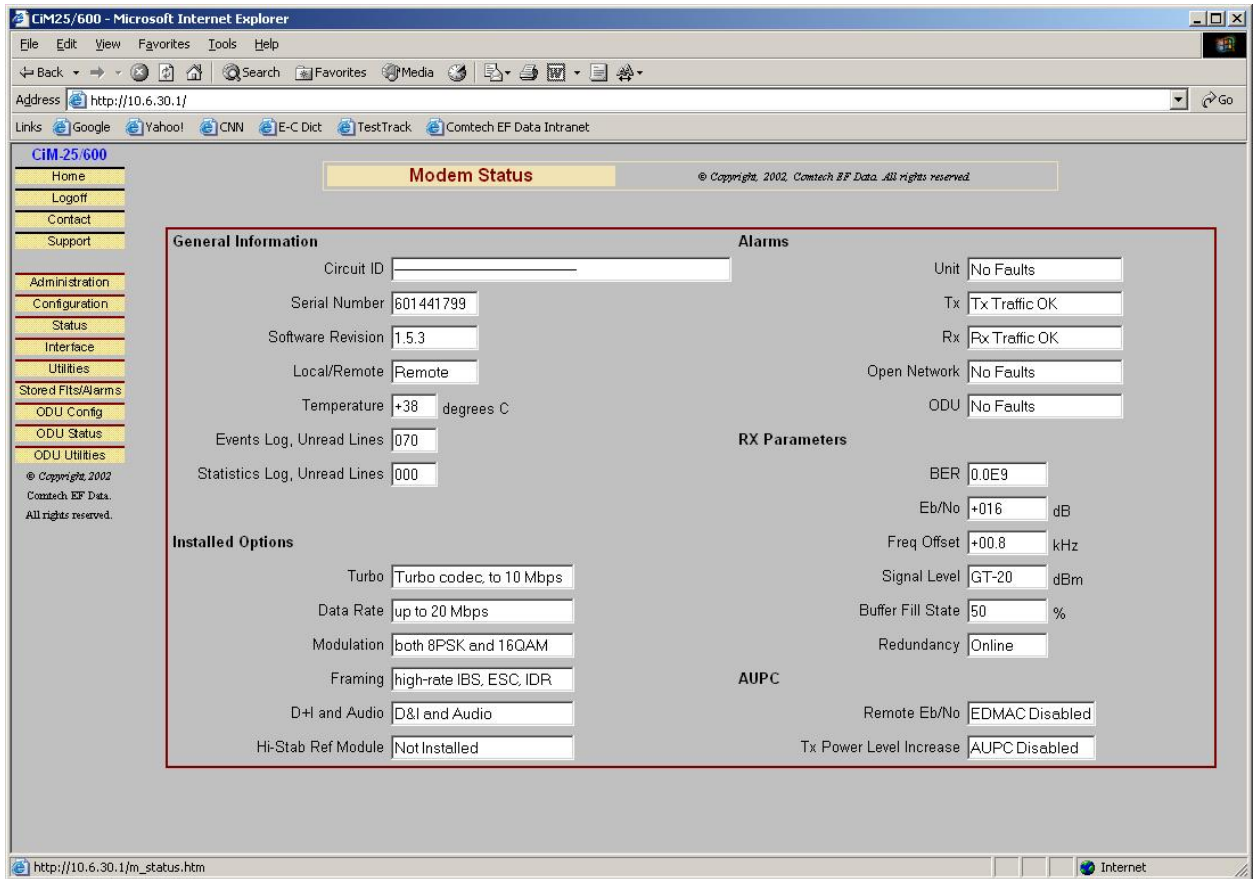 CiM25/600 - Microsoft Internet Explorer
File Edit View Favorites Tools Help
Back Search Favorites Media
Address http://10.6.30.1/ Go
Links Google Yahoo! CNN E-C Dict TestTrack Comtech EF Data Intranet
CiM-25/600
Home
Logoff
Contact
Support
Administration
Configuration
Status
Interface
Utilities
Stored Flts/Alarms
ODU Config
ODU Status
ODU Utilities
© Copyright, 2002
Comtech EF Data.
All rights reserved.
Modem Status © Copyright, 2002, Comtech EF Data. All rights reserved.
General Information
Circuit ID ------------------------
Serial Number 601441799
Software Revision 1.5.3
Local/Remote Remote
Temperature +38 degrees C
Events Log, Unread Lines 070
Statistics Log, Unread Lines 000
Installed Options
Turbo Turbo codec, to 10 Mbps
Data Rate up to 20 Mbps
Modulation both 8PSK and 16QAM
Framing high-rate IBS, ESC, IDR
D+I and Audio D&I and Audio
Hi-Stab Ref Module Not Installed
Alarms
Unit No Faults
Tx Tx Traffic OK
Rx Rx Traffic OK
Open Network No Faults
ODU No Faults
RX Parameters
BER 0.0E9
Eb/No +016 dB
Freq Offset +00.8 kHz
Signal Level GT-20 dBm
Buffer Fill State 50 %
Redundancy Online
AUPC
Remote Eb/No EDMAC Disabled
Tx Power Level Increase AUPC Disabled
http://10.6.30.1/m_status.htm Internet